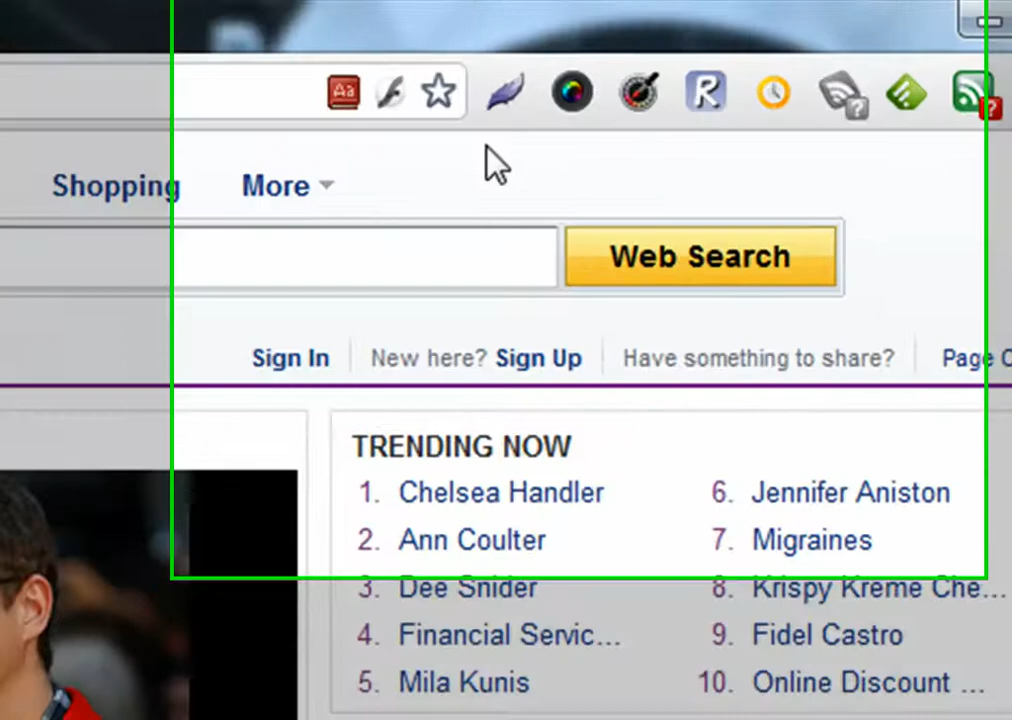 Aa
R
?
?
Shopping More
Web Search
Sign In New here? Sign Up Have something to share? Page
TRENDING NOW
1. Chelsea Handler
2. Ann Coulter
3. Dee Snider
4. Financial Servic...
5. Mila Kunis
6. Jennifer Aniston
7. Migraines
8. Krispy Kreme Che...
9. Fidel Castro
10. Online Discount ...